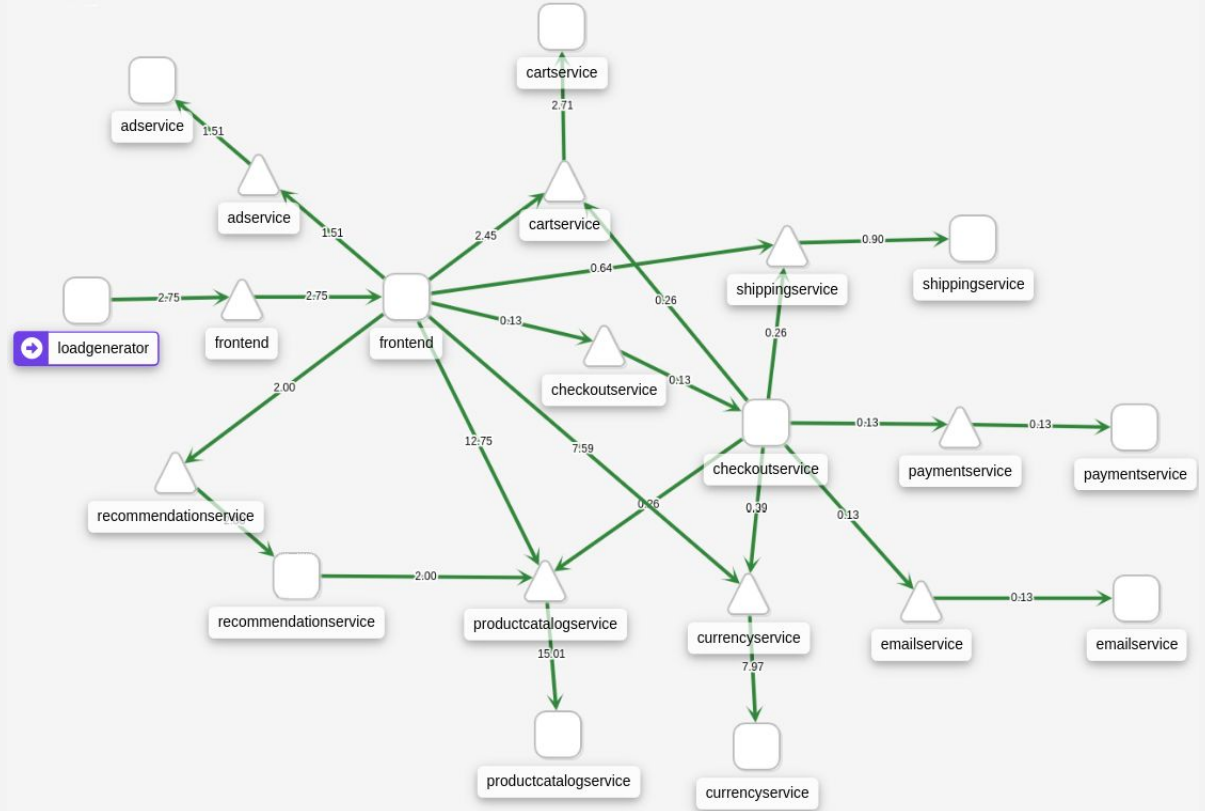 cartservice
2.71
adservice
1.51
adservice
1.51
2.45
cartservice
0.64
0.90
shippingservice
shippingservice
2.75
2.75
0.26
0.13
0.26
loadgenerator
frontend
frontend
checkoutservice
0.13
2.00
12.75
7.59
0.13
0.13
checkoutservice
paymentservice
paymentservice
recommendationservice
0.26
0.39
0.13
2.00
0.13
recommendationservice
productcatalogservice
currencyservice
emailservice
emailservice
15.01
7.97
productcatalogservice
currencyservice